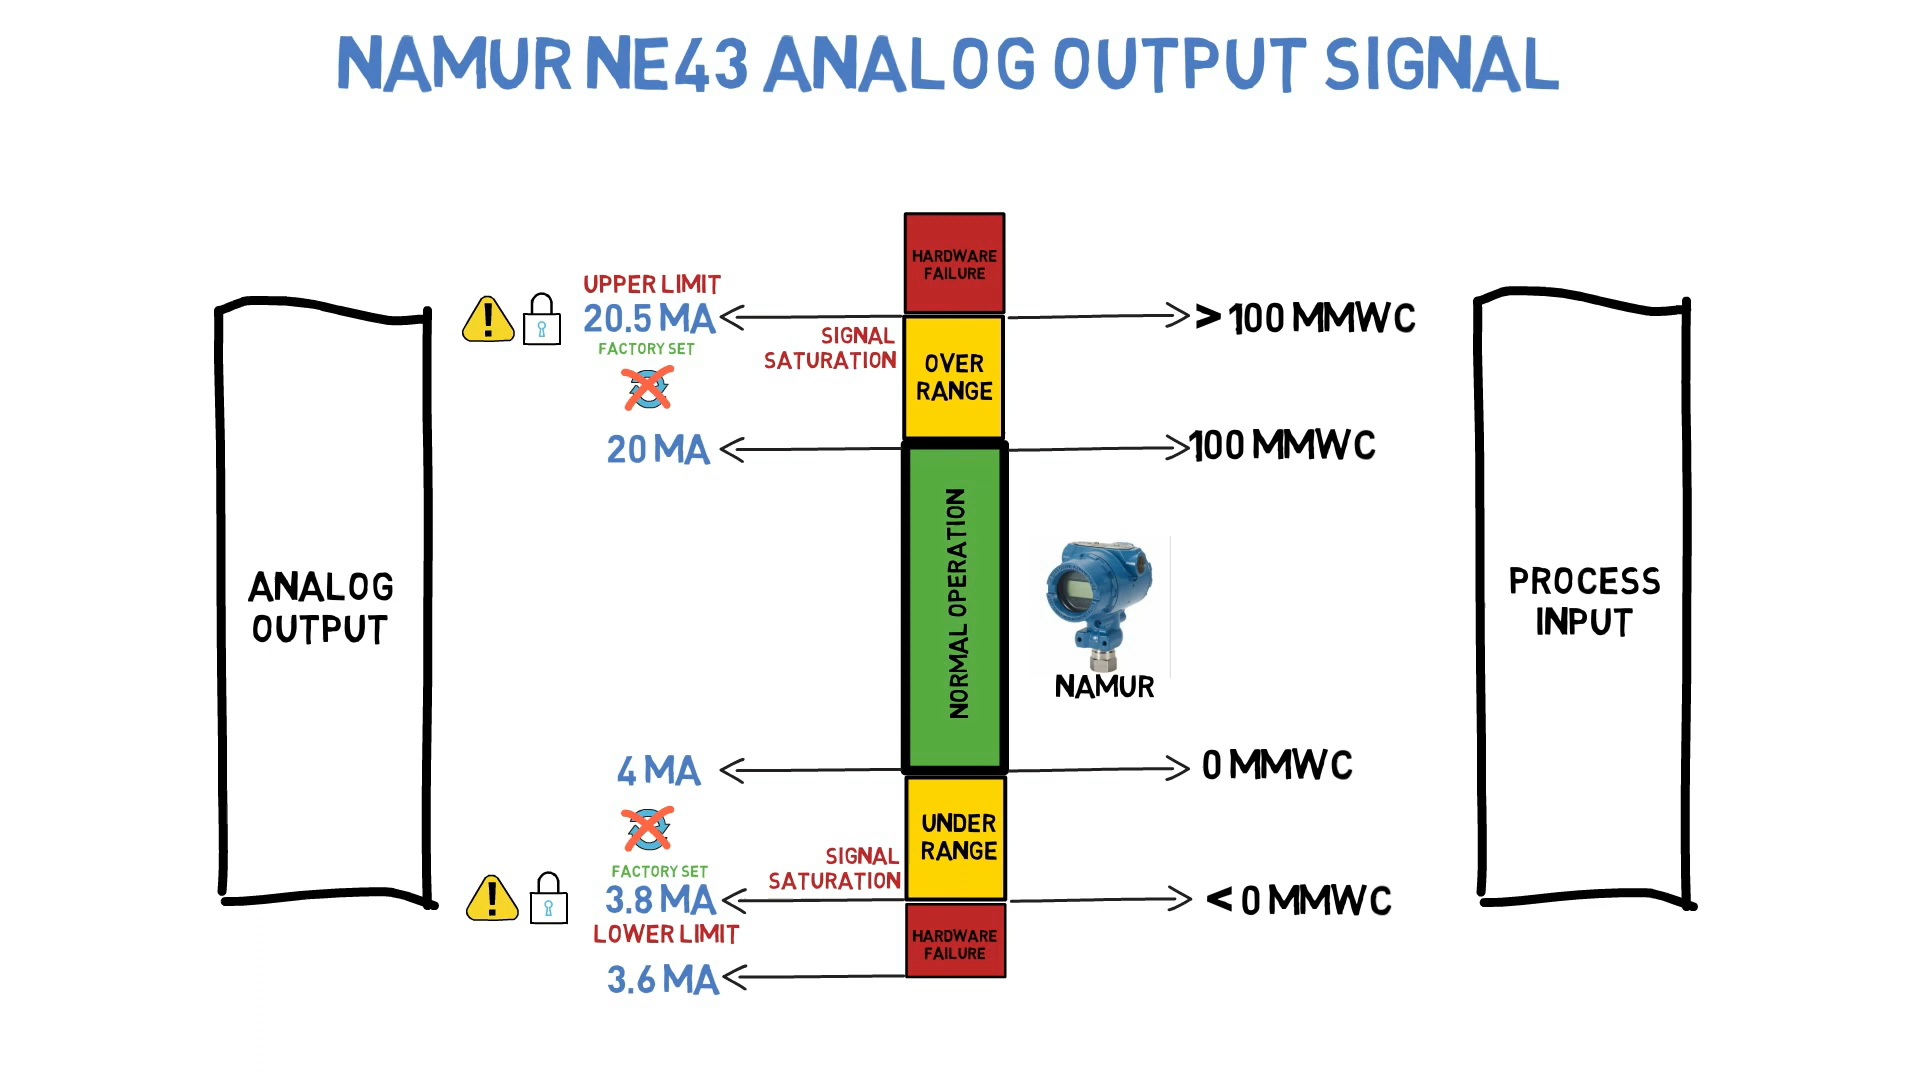 NAMUR NE43 ANALOG OUTPUT SIGNAL
HARDWARE
FAILURE
UPPER LIMIT
20.5 MA
FACTORY SET
> 100 MMWC
SIGNAL
SATURATION
OVER
RANGE
20 MA
100 MMWC
NORMAL OPERATION
ANALOG
OUTPUT
NAMUR
PROCESS
INPUT
4 MA
0 MMWC
UNDER
RANGE
SIGNAL
SATURATION
FACTORY SET
3.8 MA
LOWER LIMIT
< 0 MMWC
HARDWARE
FAILURE
3.6 MA